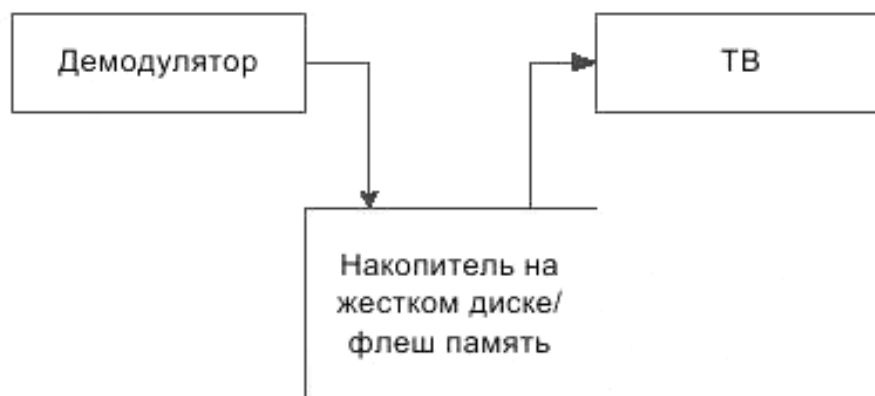 Демодулятор
ТВ
Накопитель на
жестком диске/
флеш память